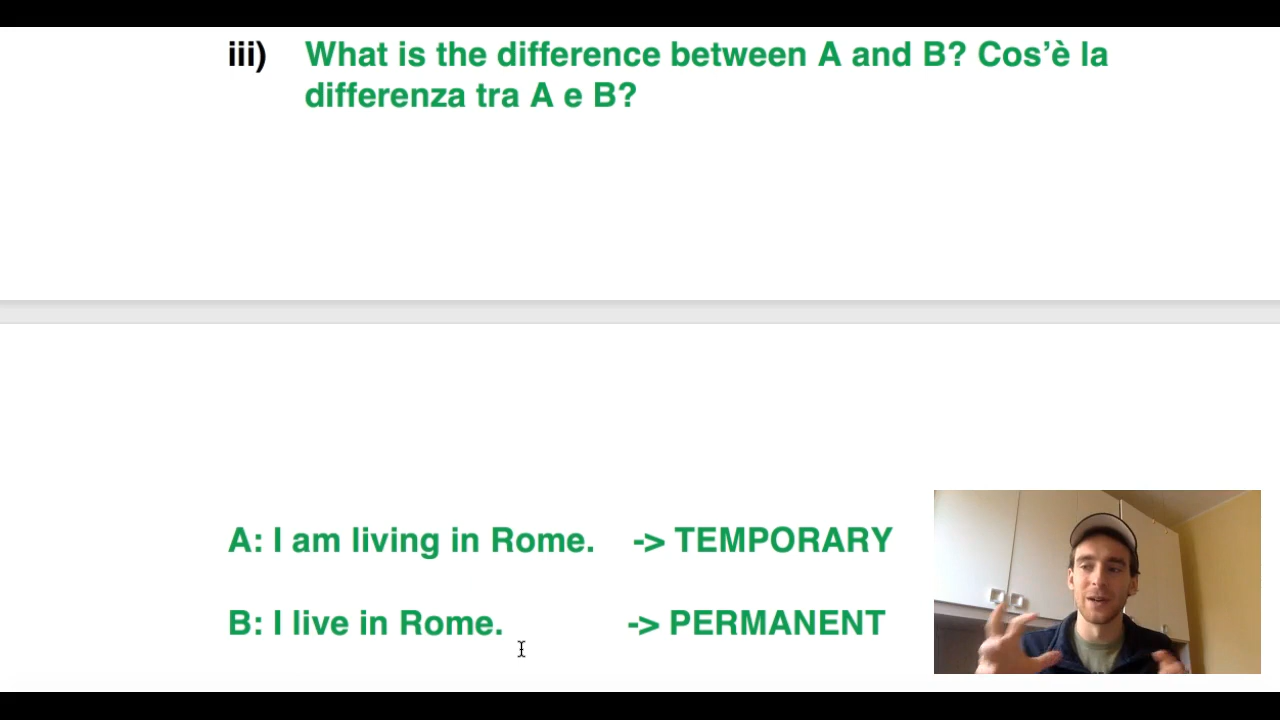 iii) What is the difference between A and B? Cos’è la
differenza tra A e B?
A: I am living in Rome. -> TEMPORARY
B: I live in Rome. -> PERMANENT